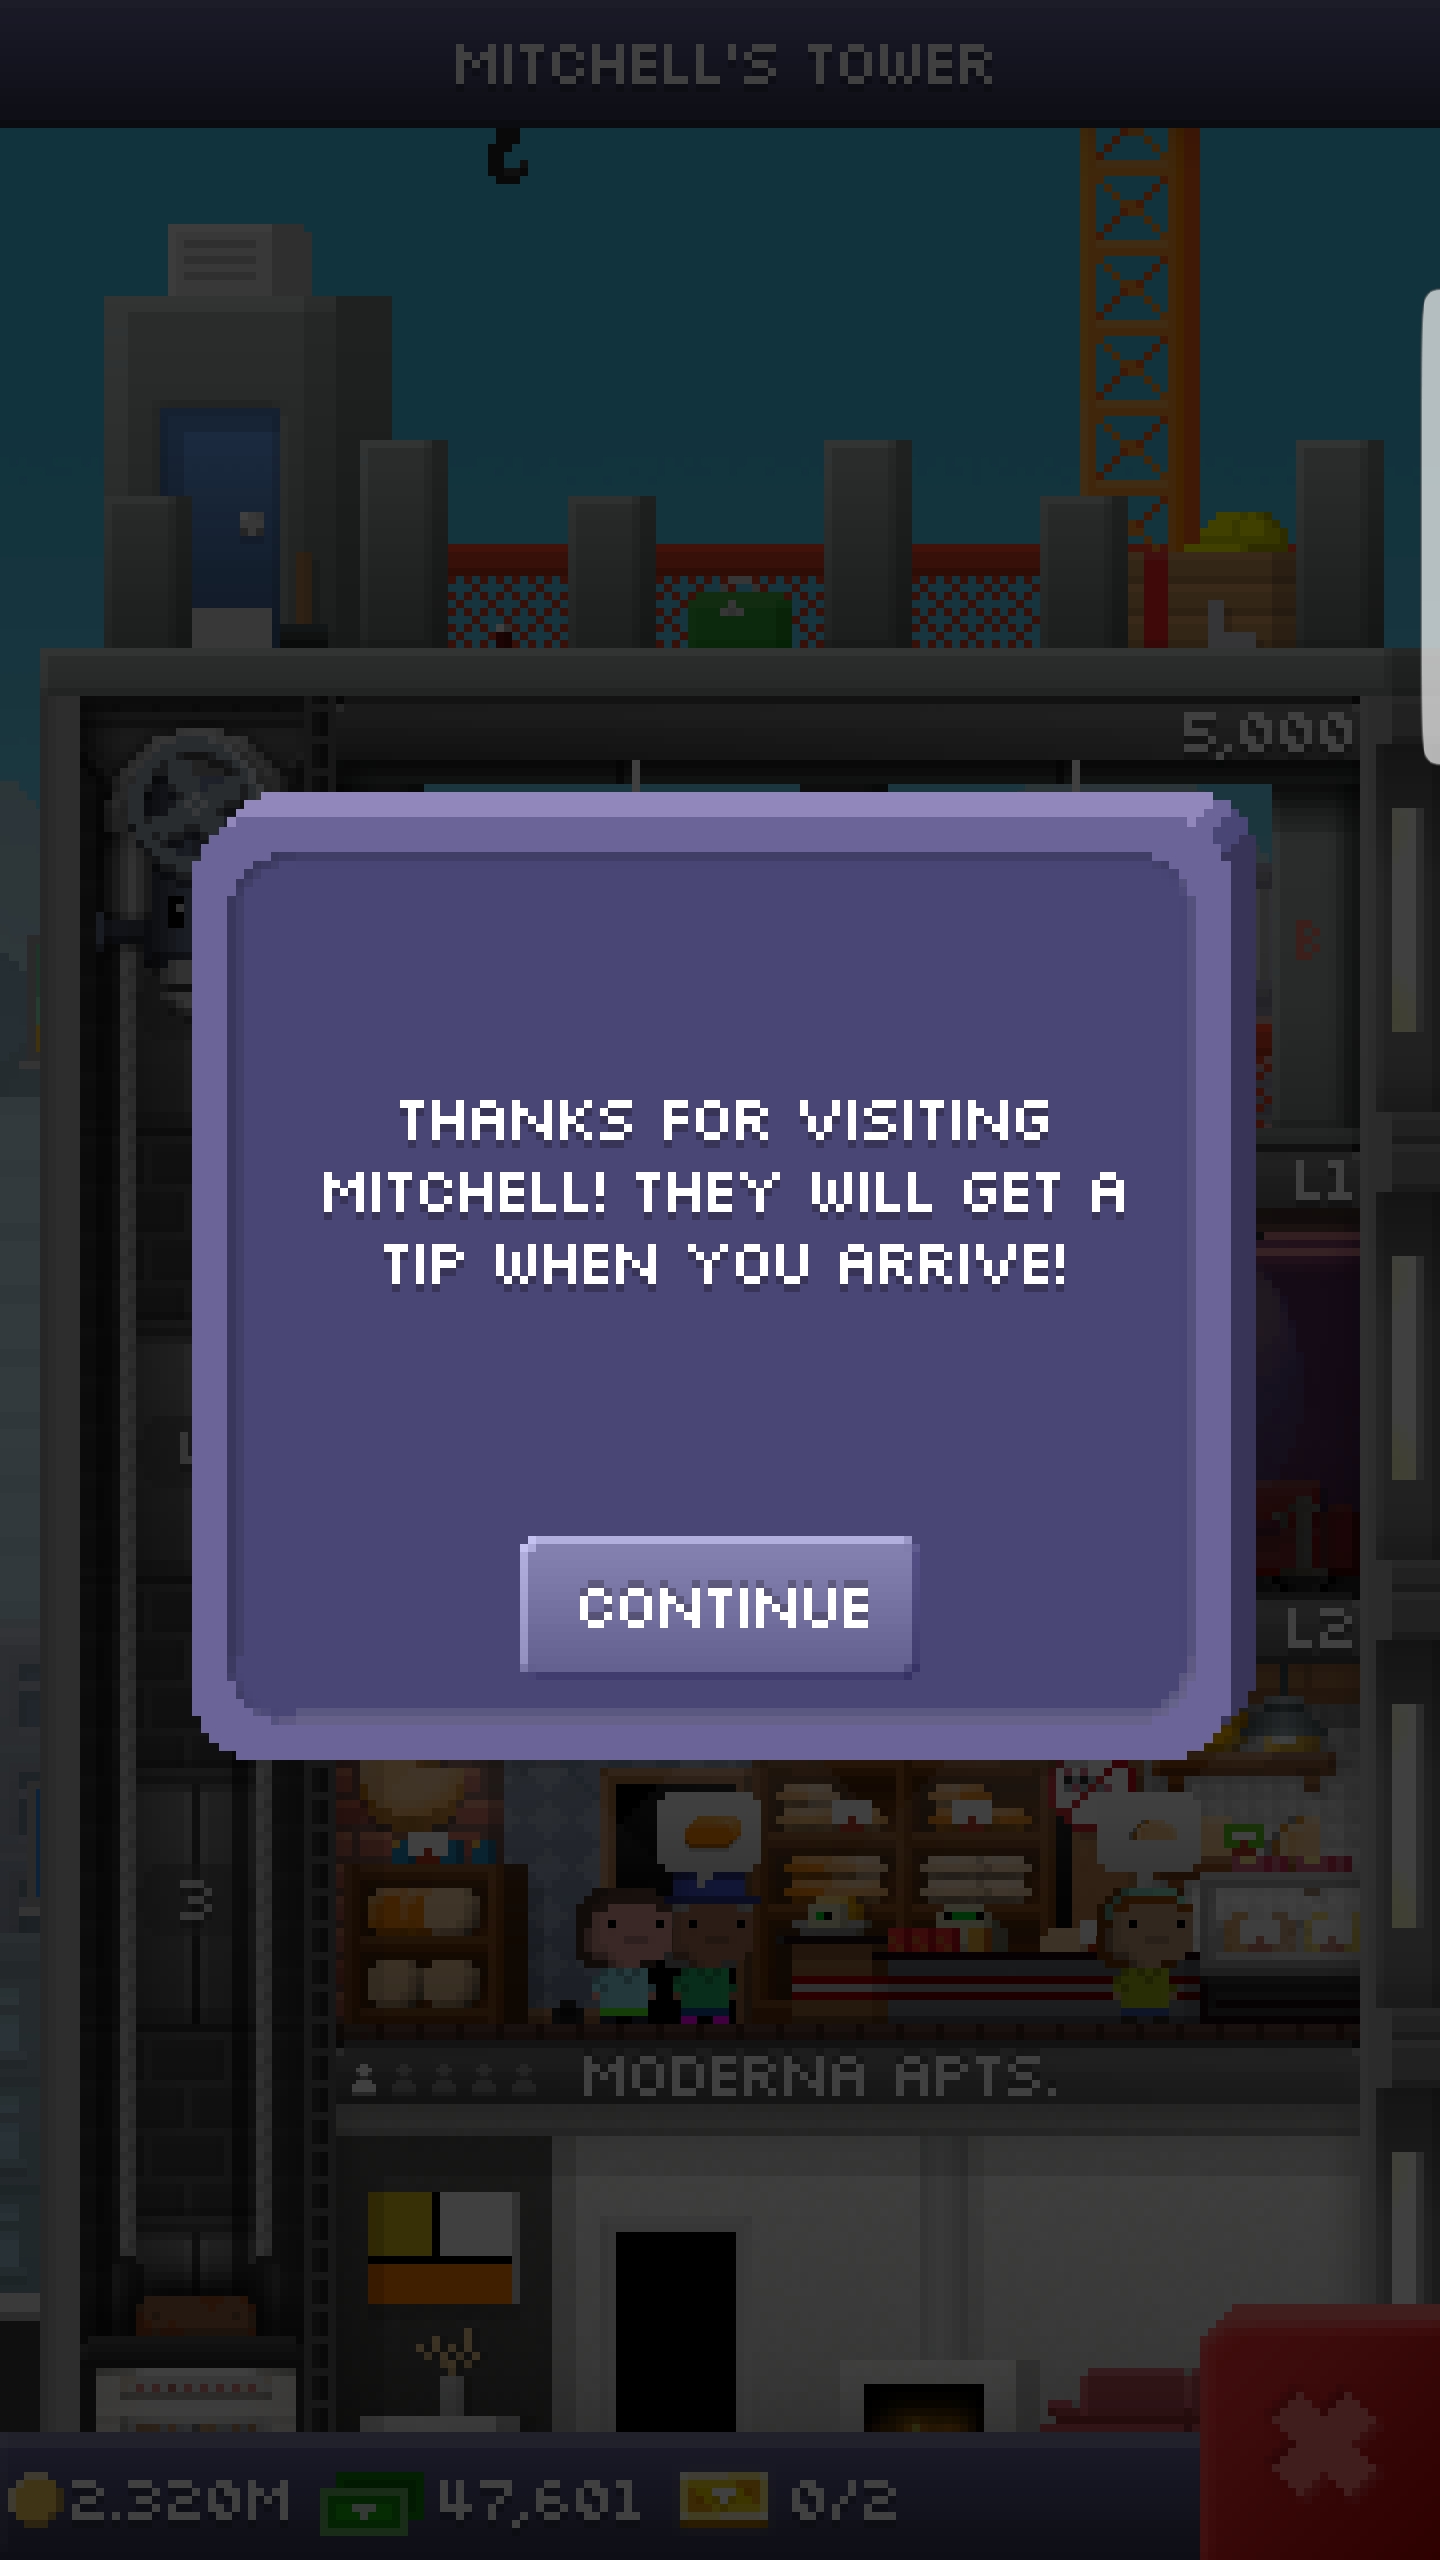 MITCHELL'S TOWER
5,000
B
L1
THANKS FOR VISITING
MITCHELL! THEY WILL GET A
TIP WHEN YOU ARRIVE!
CONTINUE
L2
3
MODERNA APTS.
2.320M 47,601 0/2